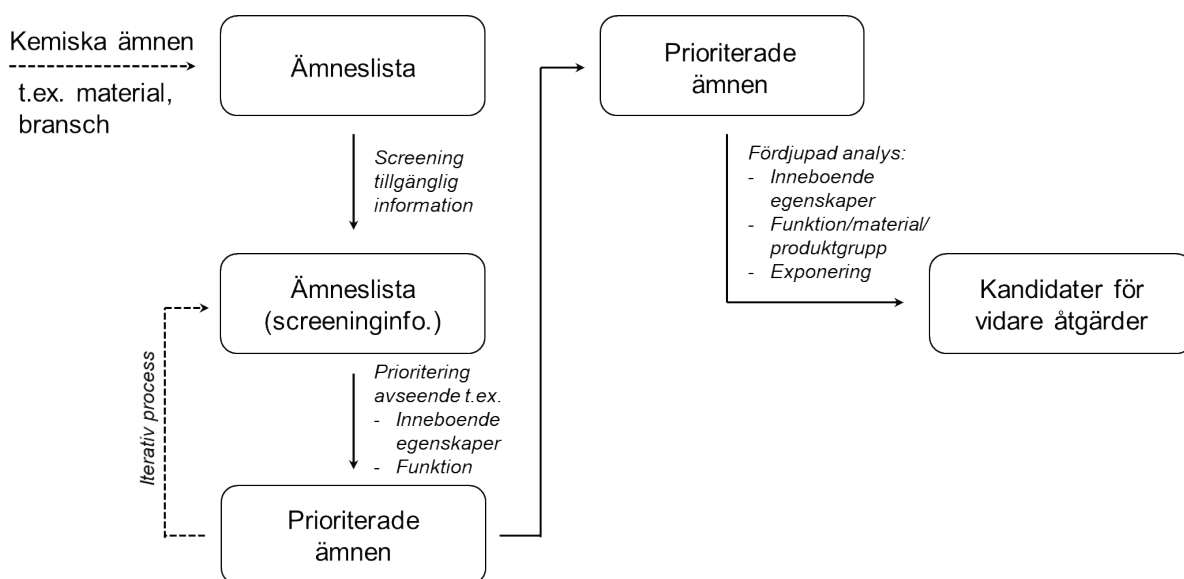 Kemiska ämnen
t.ex. material,
bransch
Ämneslista
Screening
tillgänglig
information
Ämneslista
(screeninginfo.)
Iterativ process
Prioritering
avseende t.ex.
- Inneboende
egenskaper
- Funktion
Prioriterade
ämnen
Prioriterade
ämnen
Fördjupad analys:
- Inneboende
egenskaper
- Funktion/material/
produktgrupp
- Exponering
Kandidater för
vidare åtgärder